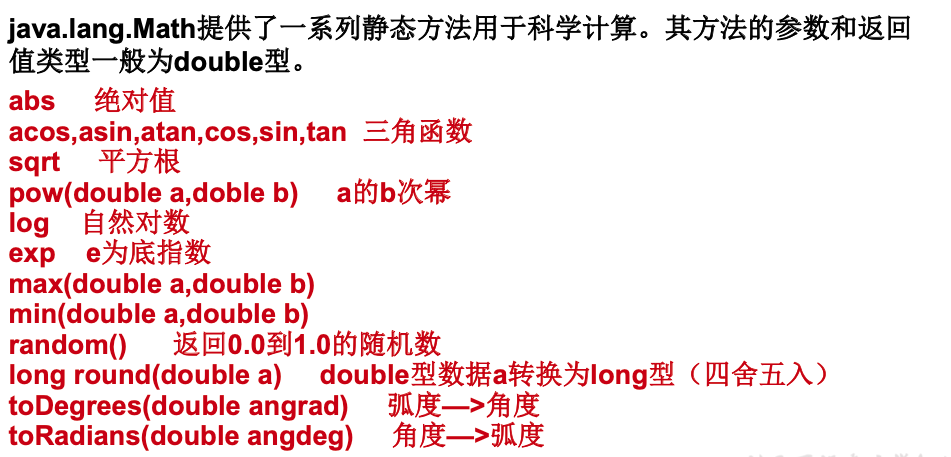 java.lang.Math提供了一系列静态方法用于科学计算。其方法的参数和返回
值类型一般为double型。
abs 绝对值
acos,asin,atan,cos,sin,tan 三角函数
sqrt 平方根
pow(double a,doble b) a的b次幂
log 自然对数
exp e为底指数
max(double a,double b)
min(double a,double b)
random() 返回0.0到1.0的随机数
long round(double a) double型数据a转换为long型（四舍五入）
toDegrees(double angrad) 弧度—>角度
toRadians(double angdeg) 角度—>弧度